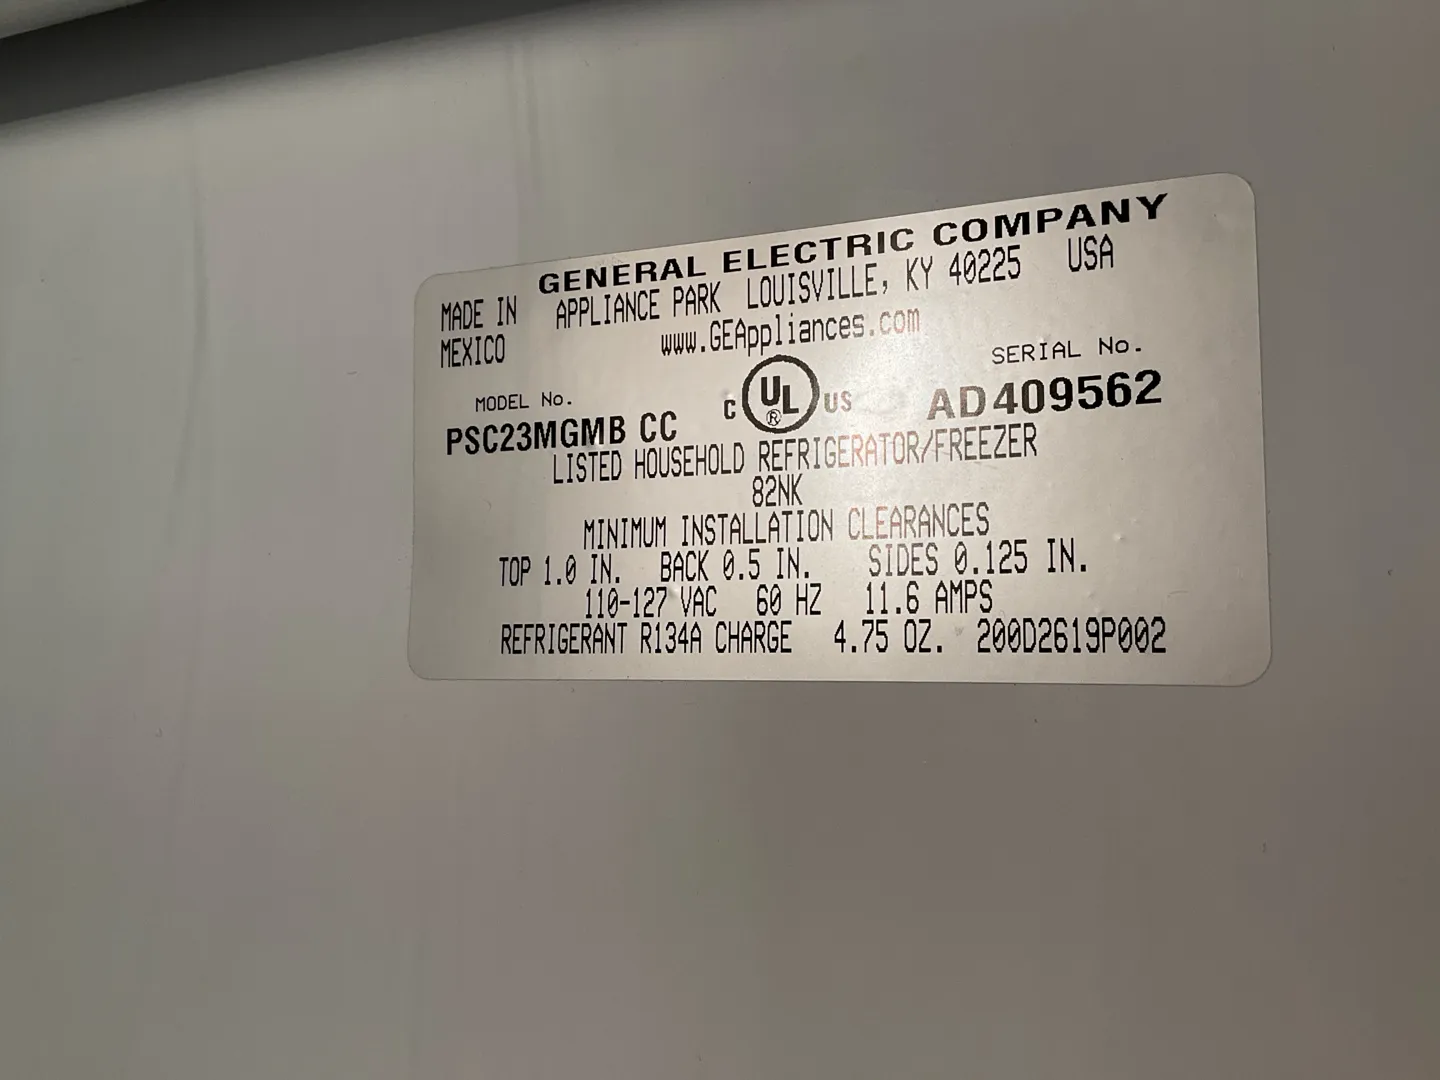 GENERAL ELECTRIC COMPANY
MADE IN APPLIANCE PARK LOUISVILLE, KY 40225 USA
MEXICO www.GEAppliances.com
MODEL No. SERIAL No.
PSC23MGMB CC C UL ® US AD409562
LISTED HOUSEHOLD REFRIGERATOR/FREEZER
82NK
MINIMUM INSTALLATION CLEARANCES
TOP 1.0 IN. BACK 0.5 IN. SIDES 0.125 IN.
110-127 VAC 60 HZ 11.6 AMPS
REFRIGERANT R134A CHARGE 4.75 OZ. 200D2619P002